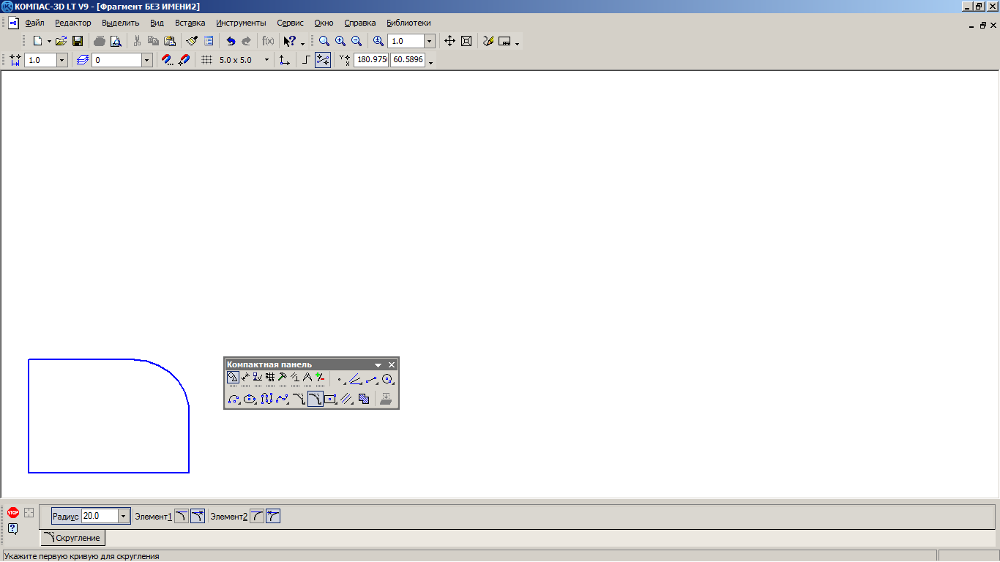 КОМПАС-3D LT V9 - [Фрагмент БЕЗ ИМЕНИ2]
Файл Редактор Выделить Вид Вставка Инструменты Сервис Окно Справка Библиотеки
f(x) 1.0
1.0 0 5.0 x 5.0 Y X 180.975 60.5896
Компактная панель
STOP Радиус 20.0 Элемент1 Элемент2
Скругление
Укажите первую кривую для скругления